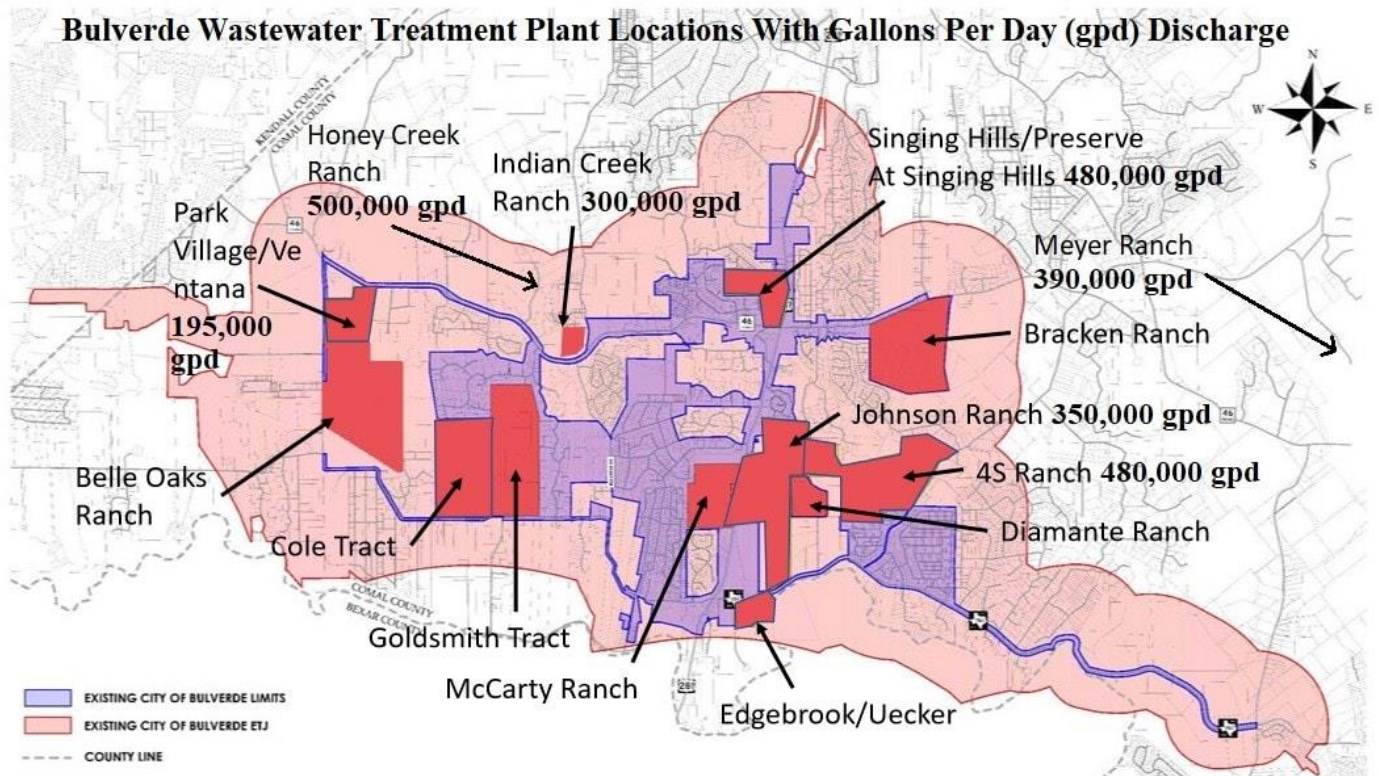 Bulverde Wastewater Treatment Plant Locations With Gallons Per Day (gpd) Discharge
N
W
E
S
KENDALL COUNTY
COMAL COUNTY
Honey Creek
Ranch
500,000 gpd
Indian Creek
Ranch 300,000 gpd
Singing Hills/Preserve
At Singing Hills 480,000 gpd
Park
Village/Ve
ntana
195,000
gpd
46
Meyer Ranch
390,000 gpd
46
Bracken Ranch
Johnson Ranch 350,000 gpd
46
4S Ranch 480,000 gpd
Diamante Ranch
Belle Oaks
Ranch
Cole Tract
COMAL COUNTY
BEXAR COUNTY
Goldsmith Tract
McCarty Ranch
281
Edgebrook/Uecker
EXISTING CITY OF BULVERDE LIMITS
EXISTING CITY OF BULVERDE ETJ
COUNTY LINE